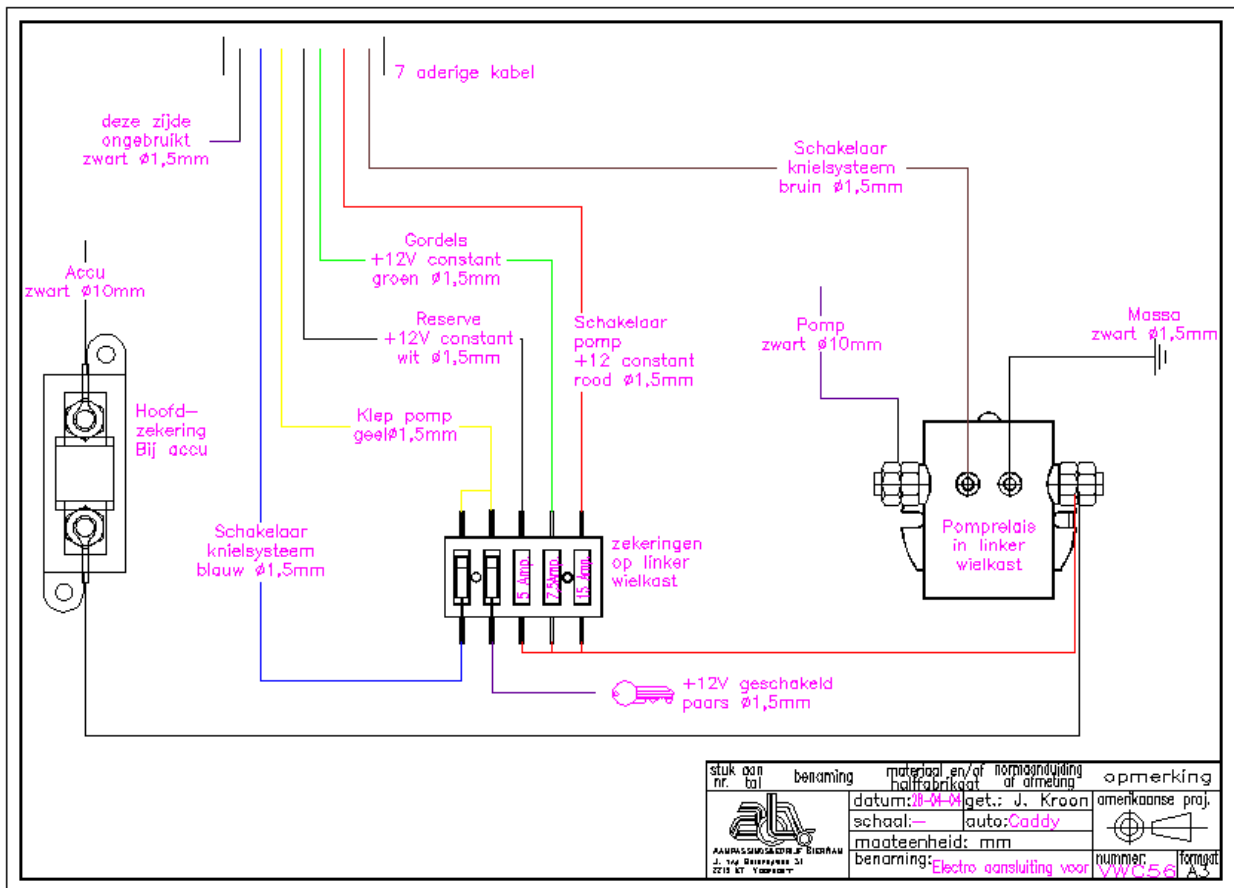 7 aderige kabel
deze zijde
ongebruikt
zwart ø1,5mm
Schakelaar
knielsysteem
bruin ø1,5mm
Gordels
+12V constant
groen ø1,5mm
Accu
zwart ø10mm
Reserve
+12V constant
wit ø1,5mm
Schakelaar
pomp
+12 constant
rood ø1,5mm
Pomp
zwart ø10mm
Massa
zwart ø1,5mm
Hoofd-
zekering
Bij accu
Klep pomp
geelø1,5mm
Schakelaar
knielsysteem
blauw ø1,5mm
5 Amp.
7,5Amp.
15 Amp.
zekeringen
op linker
wielkast
Pomprelais
in linker
wielkast
+12V geschakeld
paars ø1,5mm
stuk nr.
aan tal
benaming
materiaal en/of halffabrikaat
normaanduiding of afmeting
opmerking
datum: 28-04-04
get.: J. Kroon
amerikaanse proj.
schaal: —
auto: Caddy
maateenheid: mm
AANPASSINGSBEDRIJF BIERMAN
benaming: Electro aansluiting voor
nummer: VWC56
formaat A3